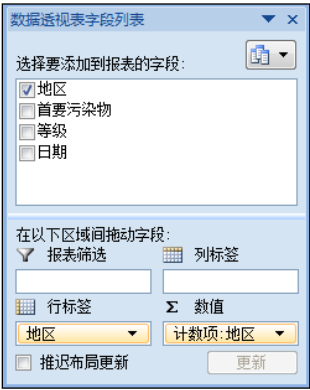 数据透视表字段列表
选择要添加到报表的字段:
地区
首要污染物
等级
日期
在以下区域间拖动字段:
报表筛选 列标签
行标签 Σ 数值
地区 计数项:地区
推迟布局更新 更新